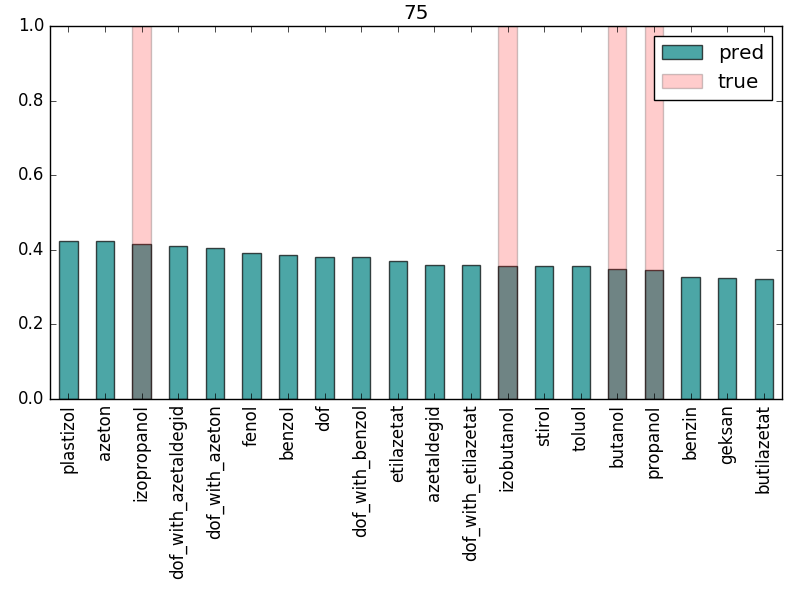 75
1.0
0.8
0.6
0.4
0.2
0.0
pred
true
plastizol
azeton
izopropanol
dof_with_azetaldegid
dof_with_azeton
fenol
benzol
dof
dof_with_benzol
etilazetat
azetaldegid
dof_with_etilazetat
izobutanol
stirol
toluol
butanol
propanol
benzin
geksan
butilazetat